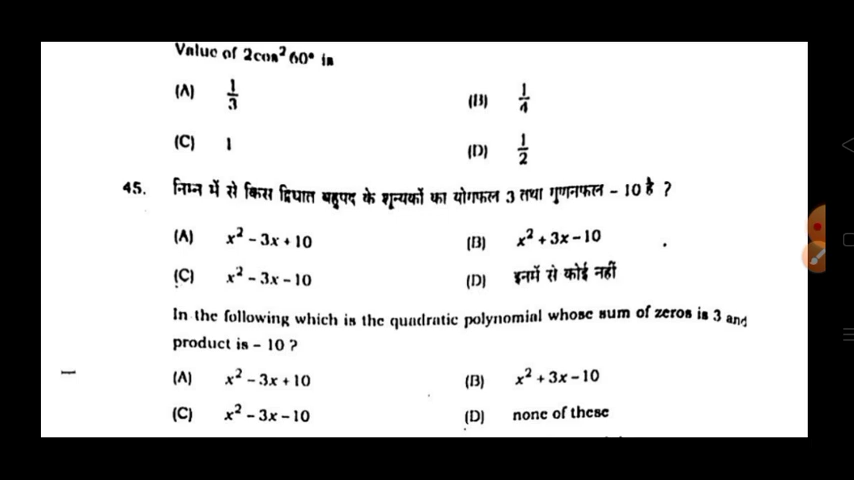 Value of 2cos² 60° is
(A) 1/3
(B) 1/4
(C) 1
(D) 1/2
45. निम्न में से किस द्विघात बहुपद के शून्यकों का योगफल 3 तथा गुणनफल – 10 है ?
(A) x² – 3x + 10
(B) x² + 3x – 10
(C) x² – 3x – 10
(D) इनमें से कोई नहीं
In the following which is the quadratic polynomial whose sum of zeros is 3 and
product is – 10 ?
(A) x² – 3x + 10
(B) x² + 3x – 10
(C) x² – 3x – 10
(D) none of these